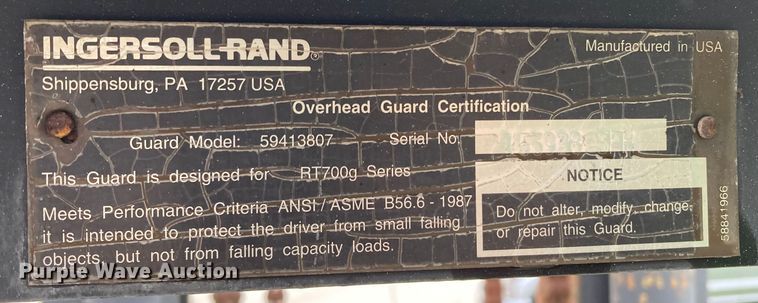 INGERSOLL-RAND®
Manufactured in USA
Shippensburg, PA 17257 USA
Overhead Guard Certification
Guard Model: 59413807 Serial No.
This Guard is designed for RT700g Series
NOTICE
Meets Performance Criteria ANSI/ASME B56.6-1987
it is intended to protect the driver from small falling
objects, but not from falling capacity loads.
Do not alter, modify, change
or repair this Guard.
58841966
Purple Wave Auction